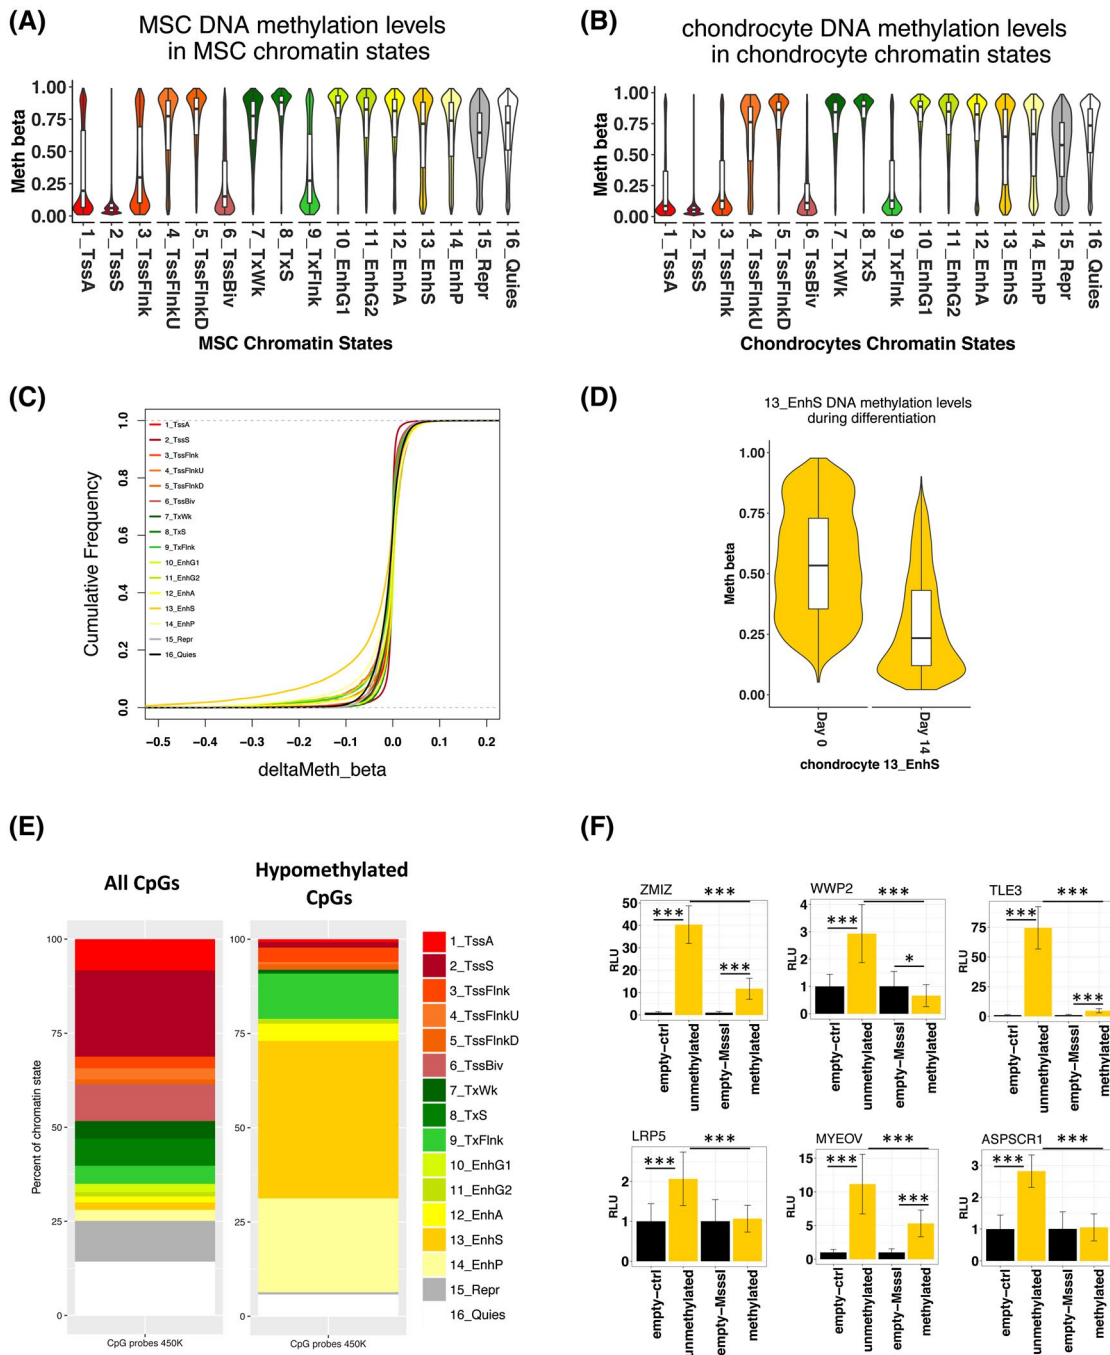 (A)
MSC DNA methylation levels
in MSC chromatin states
Meth beta
1.00
0.75
0.50
0.25
0.00
1_TssA
2_TssS
3_TssFlnk
4_TssFlnkU
5_TssFlnkD
6_TssBiv
7_TxWk
8_TxS
9_TxFlnk
10_EnhG1
11_EnhG2
12_EnhA
13_EnhS
14_EnhP
15_Repr
16_Quies
MSC Chromatin States
(B)
chondrocyte DNA methylation levels
in chondrocyte chromatin states
Meth beta
1.00
0.75
0.50
0.25
0.00
1_TssA
2_TssS
3_TssFlnk
4_TssFlnkU
5_TssFlnkD
6_TssBiv
7_TxWk
8_TxS
9_TxFlnk
10_EnhG1
11_EnhG2
12_EnhA
13_EnhS
14_EnhP
15_Repr
16_Quies
Chondrocytes Chromatin States
(C)
Cumulative Frequency
1.0
0.8
0.6
0.4
0.2
0.0
1_TssA
2_TssS
3_TssFlnk
4_TssFlnkU
5_TssFlnkD
6_TssBiv
7_TxWk
8_TxS
9_TxFlnk
10_EnhG1
11_EnhG2
12_EnhA
13_EnhS
14_EnhP
15_Repr
16_Quies
−0.5 −0.4 −0.3 −0.2 −0.1 0.0 0.1 0.2
deltaMeth_beta
(D)
13_EnhS DNA methylation levels
during differentiation
Meth beta
1.00
0.75
0.50
0.25
0.00
Day 0
Day 14
chondrocyte 13_EnhS
(E)
All CpGs
Hypomethylated
CpGs
Percent of chromatin state
100
75
50
25
0
CpG probes 450K
100
75
50
25
0
CpG probes 450K
1_TssA
2_TssS
3_TssFlnk
4_TssFlnkU
5_TssFlnkD
6_TssBiv
7_TxWk
8_TxS
9_TxFlnk
10_EnhG1
11_EnhG2
12_EnhA
13_EnhS
14_EnhP
15_Repr
16_Quies
(F)
ZMIZ
***
***
***
RLU
50
40
30
20
10
0
empty−ctrl
unmethylated
empty−MsssI
methylated
WWP2
***
***
*
RLU
4
3
2
1
0
empty−ctrl
unmethylated
empty−MsssI
methylated
TLE3
***
***
***
RLU
75
50
25
0
empty−ctrl
unmethylated
empty−MsssI
methylated
LRP5
***
***
RLU
2
1
0
empty−ctrl
unmethylated
empty−MsssI
methylated
MYEOV
***
***
***
RLU
15
10
5
0
empty−ctrl
unmethylated
empty−MsssI
methylated
ASPSCR1
***
***
RLU
3
2
1
0
empty−ctrl
unmethylated
empty−MsssI
methylated